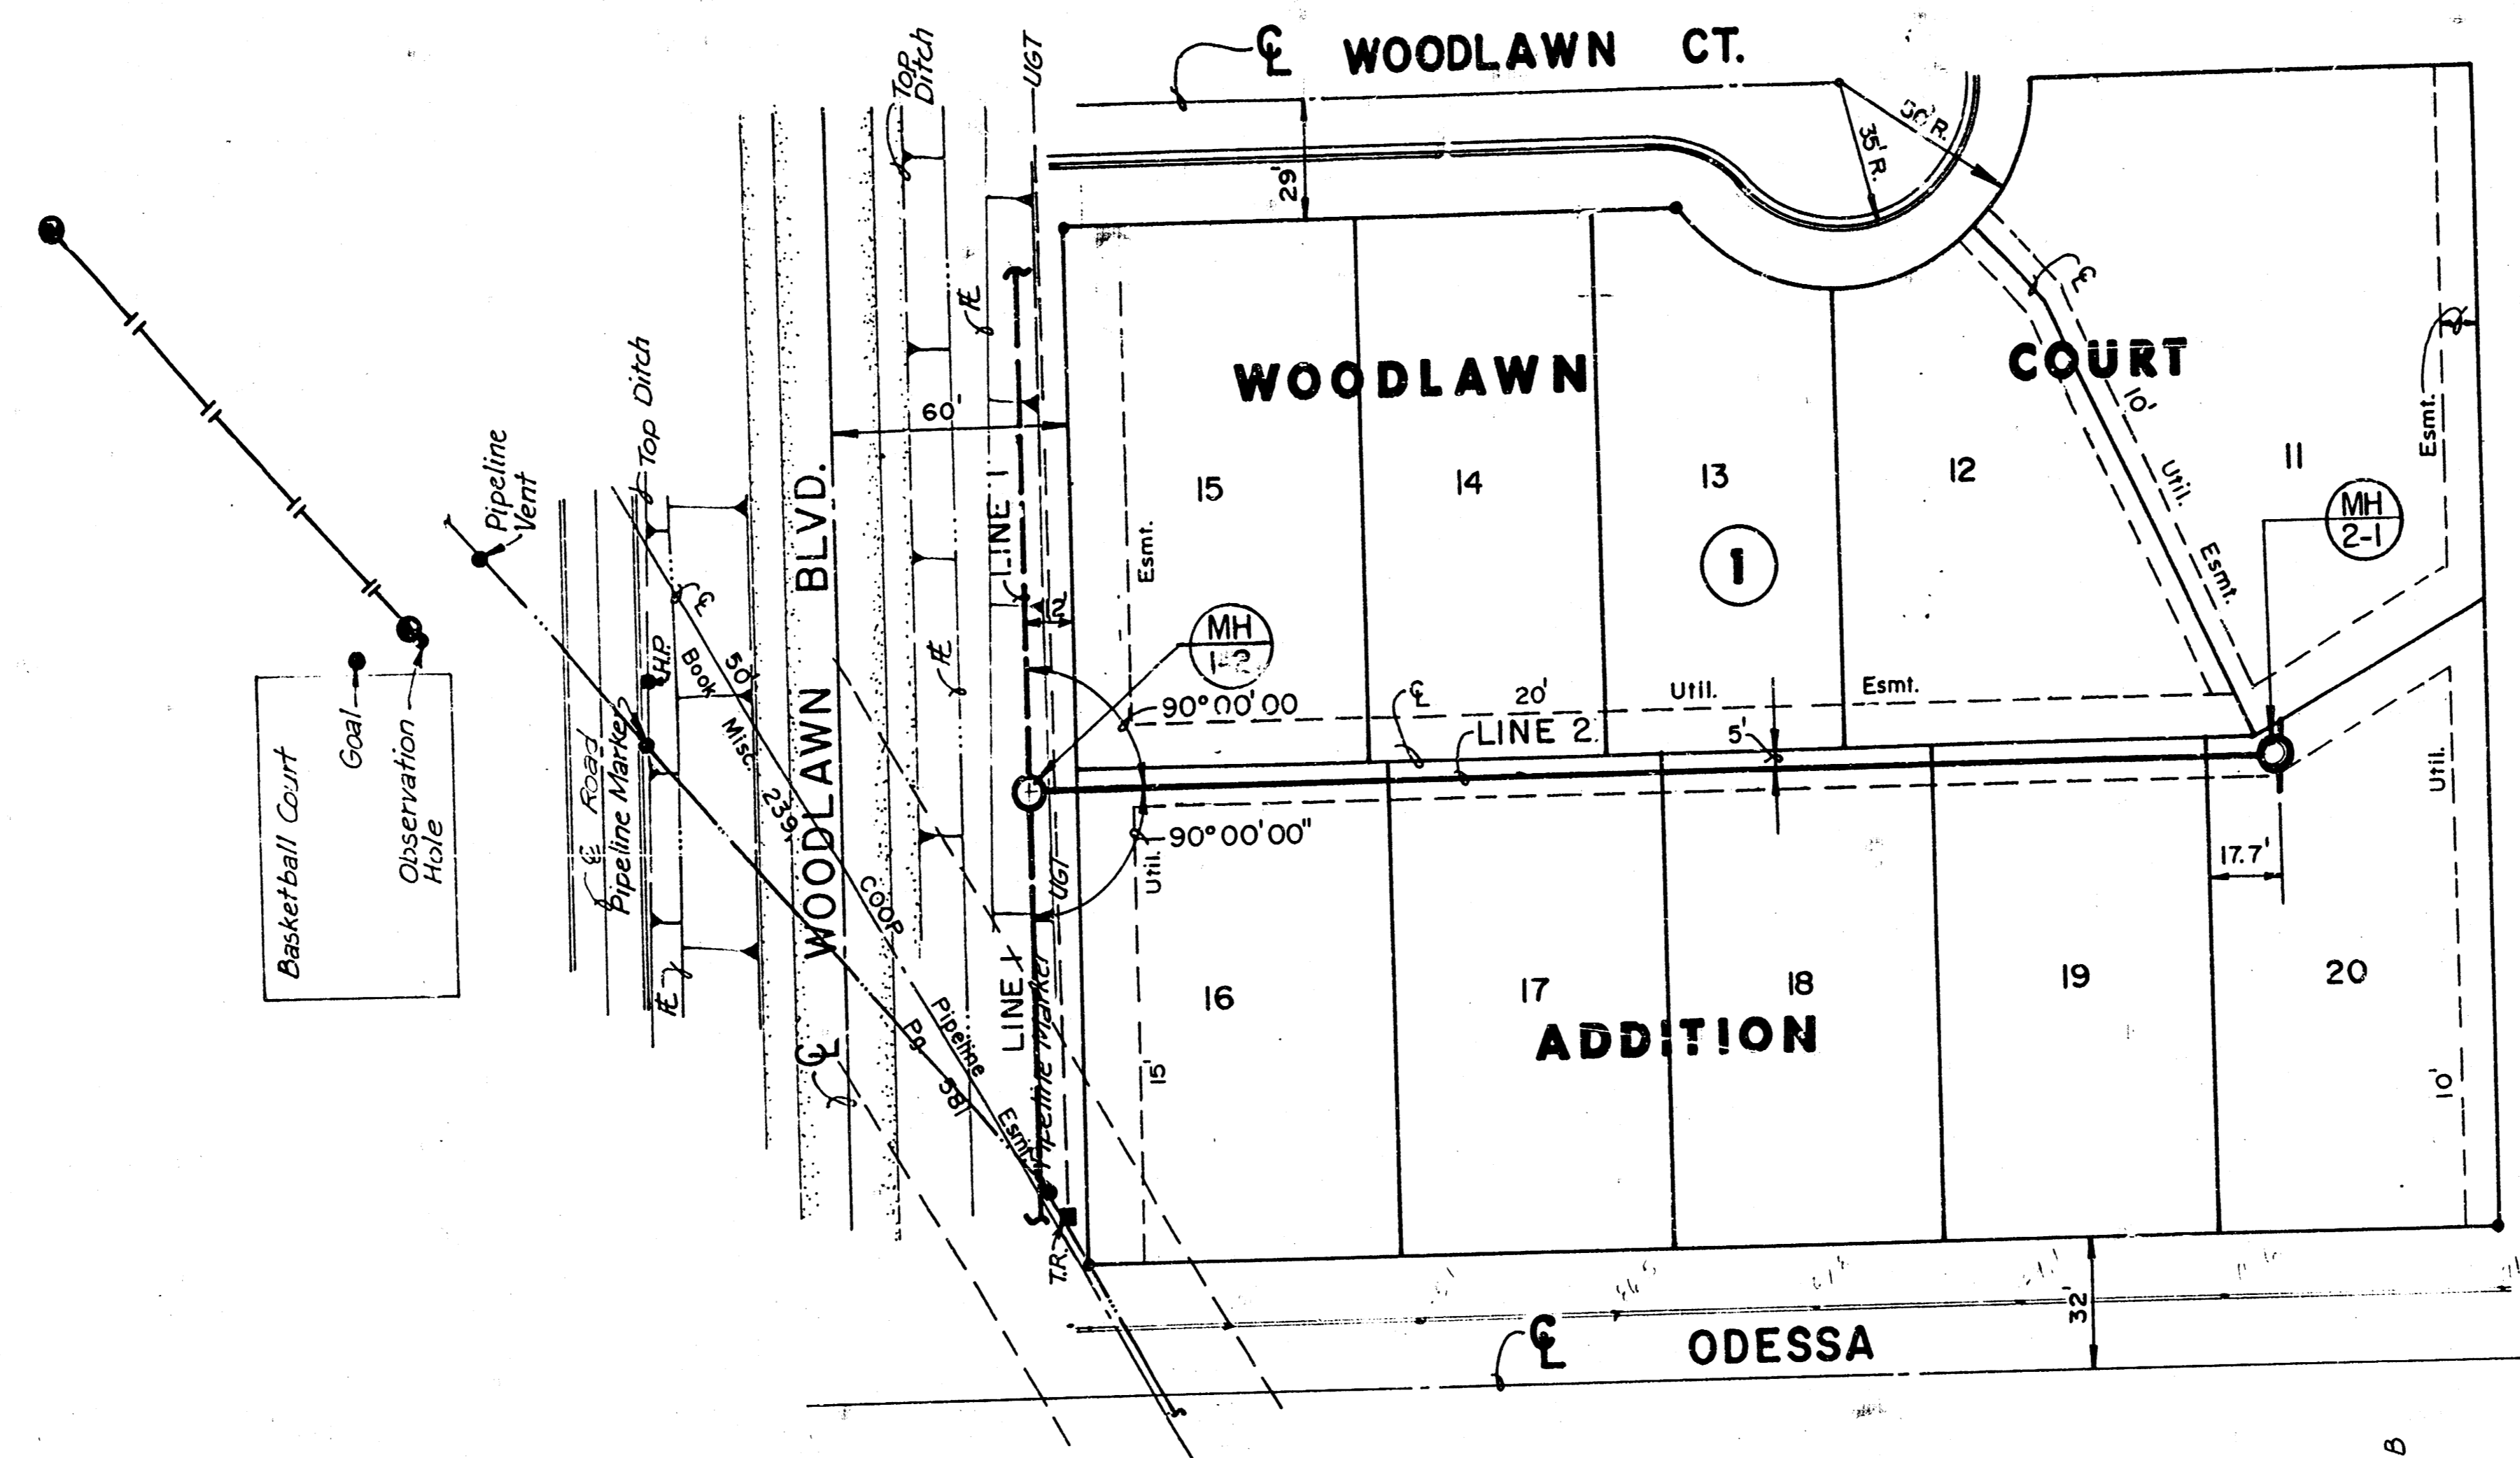 ℄ WOODLAWN CT.
Top
Ditch
UGT
30' R.
35' R.
29'
℄
WOODLAWN
COURT
60'
10'
Util.
Esmt.
Esmt.
Top Ditch
Pipeline
Vent
15
14
13
12
11
1
MH
2-1
LINE 1
12'
Esmt.
MH
1-2
90°00'00
℄
20'
Util.
Esmt.
LINE 2
5'
90°00'00"
Util.
17.7'
Util.
H.P.
Goal
Observation
Hole
Basketball Court
℄ Road
Pipeline Marker
℄
50'
Book
Misc.
239,
COOP
Pipeline
Pg.
581
Esmt.
℄ WOODLAWN BLVD.
UGT
LINE 1
Pipeline Marker
16
17
18
19
20
ADDITION
15'
10'
T.R.
32'
℄ ODESSA
B